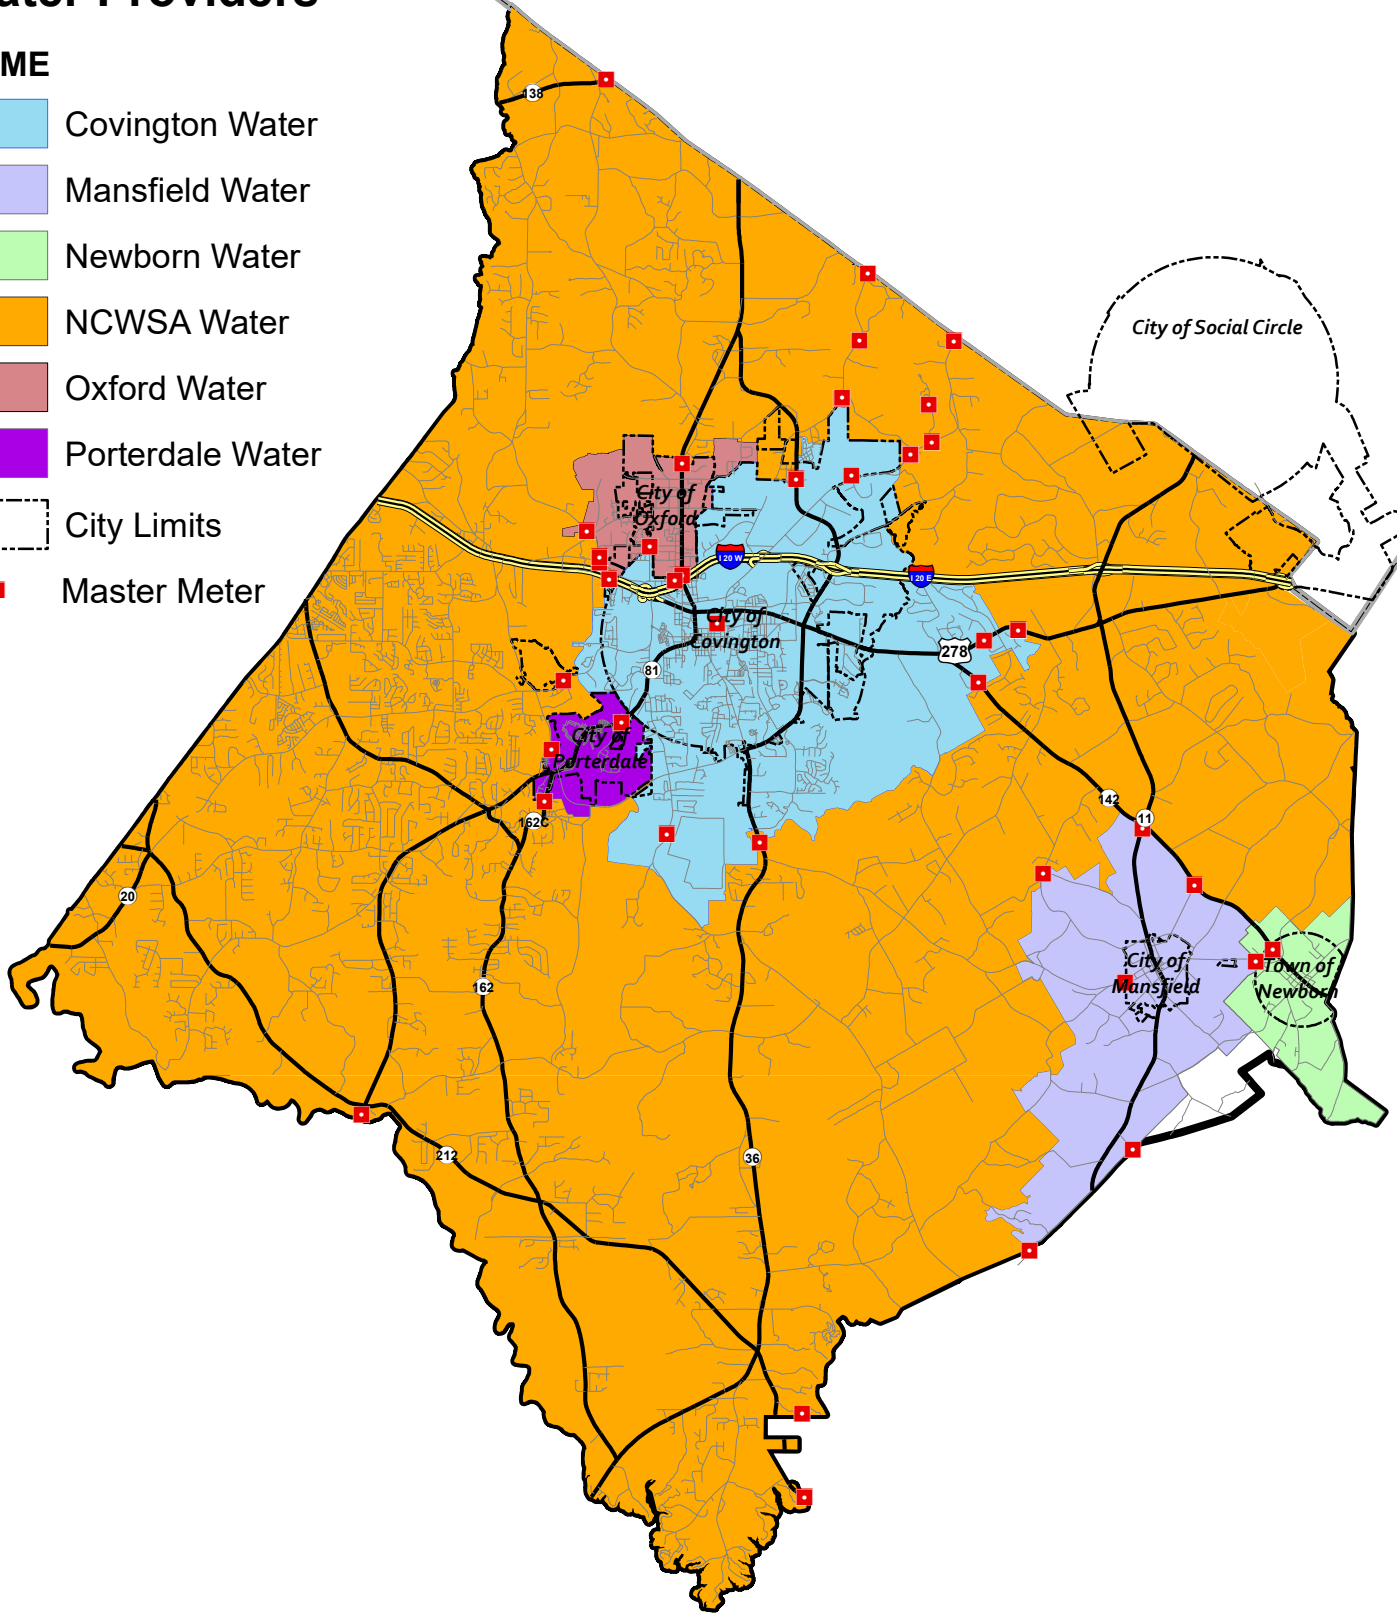 ater Providers
ME
Covington Water
Mansfield Water
Newborn Water
NCWSA Water
Oxford Water
Porterdale Water
City Limits
Master Meter
138
City of Social Circle
City of
Oxford
I 20 W
I 20 E
City of
Covington
278
81
City of
Porterdale
162C
142
11
20
City of
Mansfield
Town of
Newborn
162
212
36